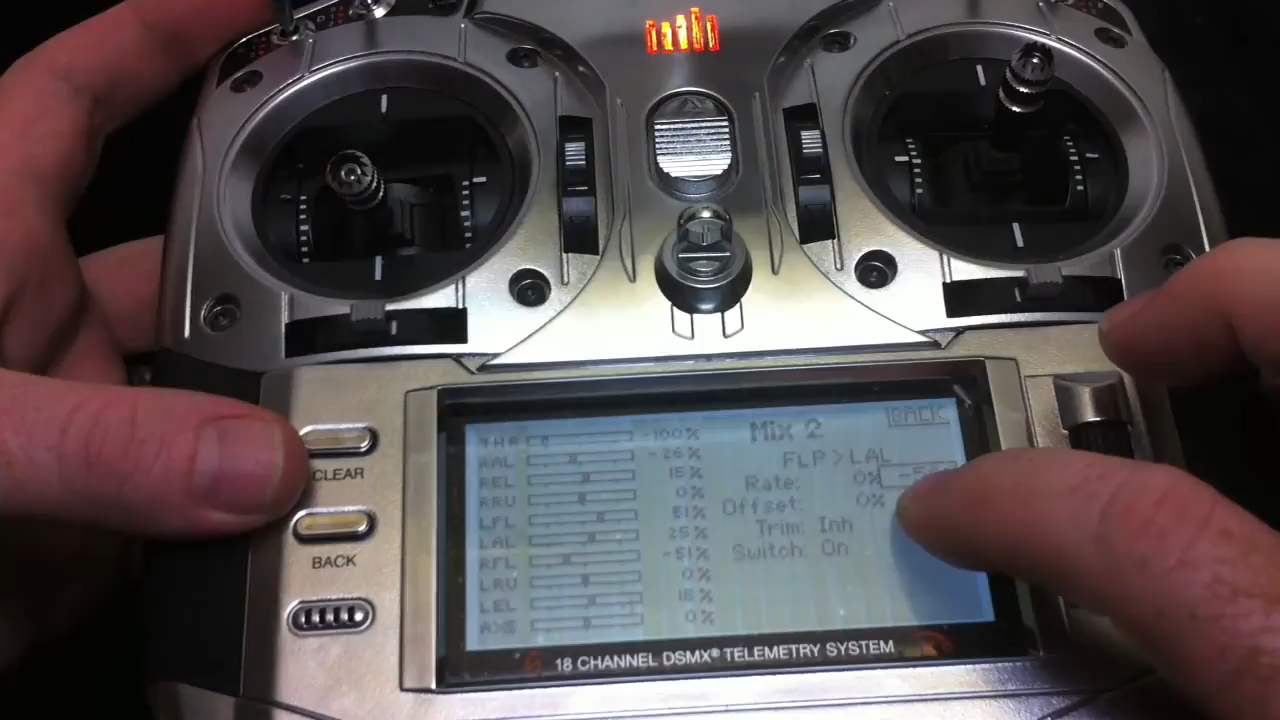 CLEAR
BACK
Mix 2
BACK
FLP > LAL
Rate: 0%
Offset: 0%
Trim: Inh
Switch: On
THR -100%
RAL -26%
REL 15%
RRU 0%
LFL 51%
LAL 25%
RFL -51%
LRU 0%
LEL 15%
0%
18 CHANNEL DSMX® TELEMETRY SYSTEM